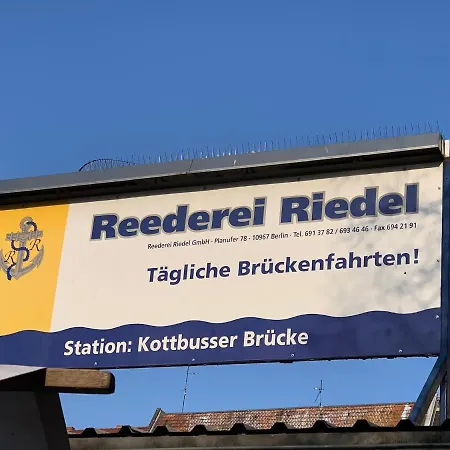 Reederei Riedel
Reederei Riedel GmbH - Planufer 78 - 10967 Berlin - Tel. 691 37 82 / 693 46 46 - Fax 694 21 91
R R
Tägliche Brückenfahrten!
Station: Kottbusser Brücke